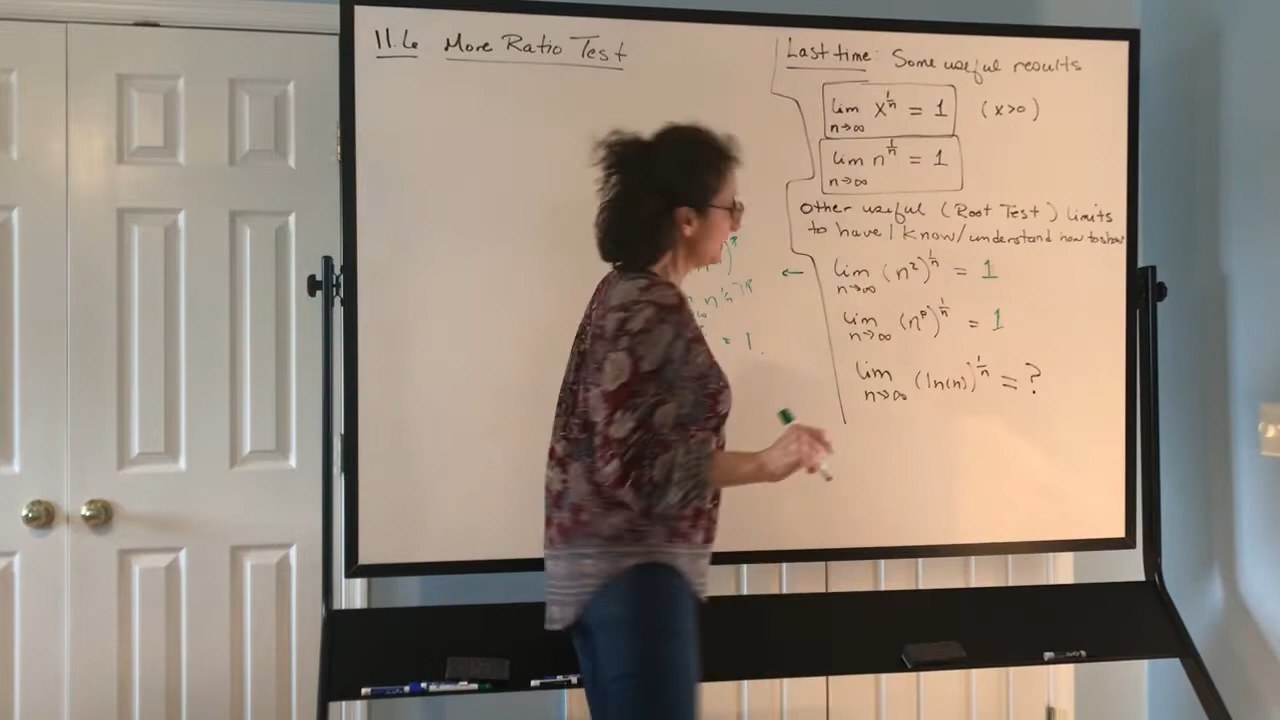 11.6 More Ratio Test
Last time: Some useful results
lim n→∞ x^{1/n} = 1 (x>0)
lim n→∞ n^{1/n} = 1
Other useful (Root Test) limits
to have / know / understand how to show
← lim n→∞ (n²)^{1/n} = 1
lim n→∞ (nᵖ)^{1/n} = 1
lim n→∞ (ln(n))^{1/n} = ?
= 1.